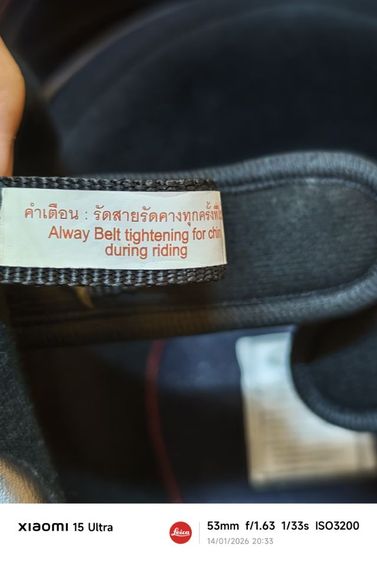 คำเตือน : รัดสายรัดคางทุกครั้งที่
Alway Belt tightening for chin
during riding
XIAOMI 15 Ultra
Leica
53mm f/1.63 1/33s ISO3200
14/01/2026 20:33